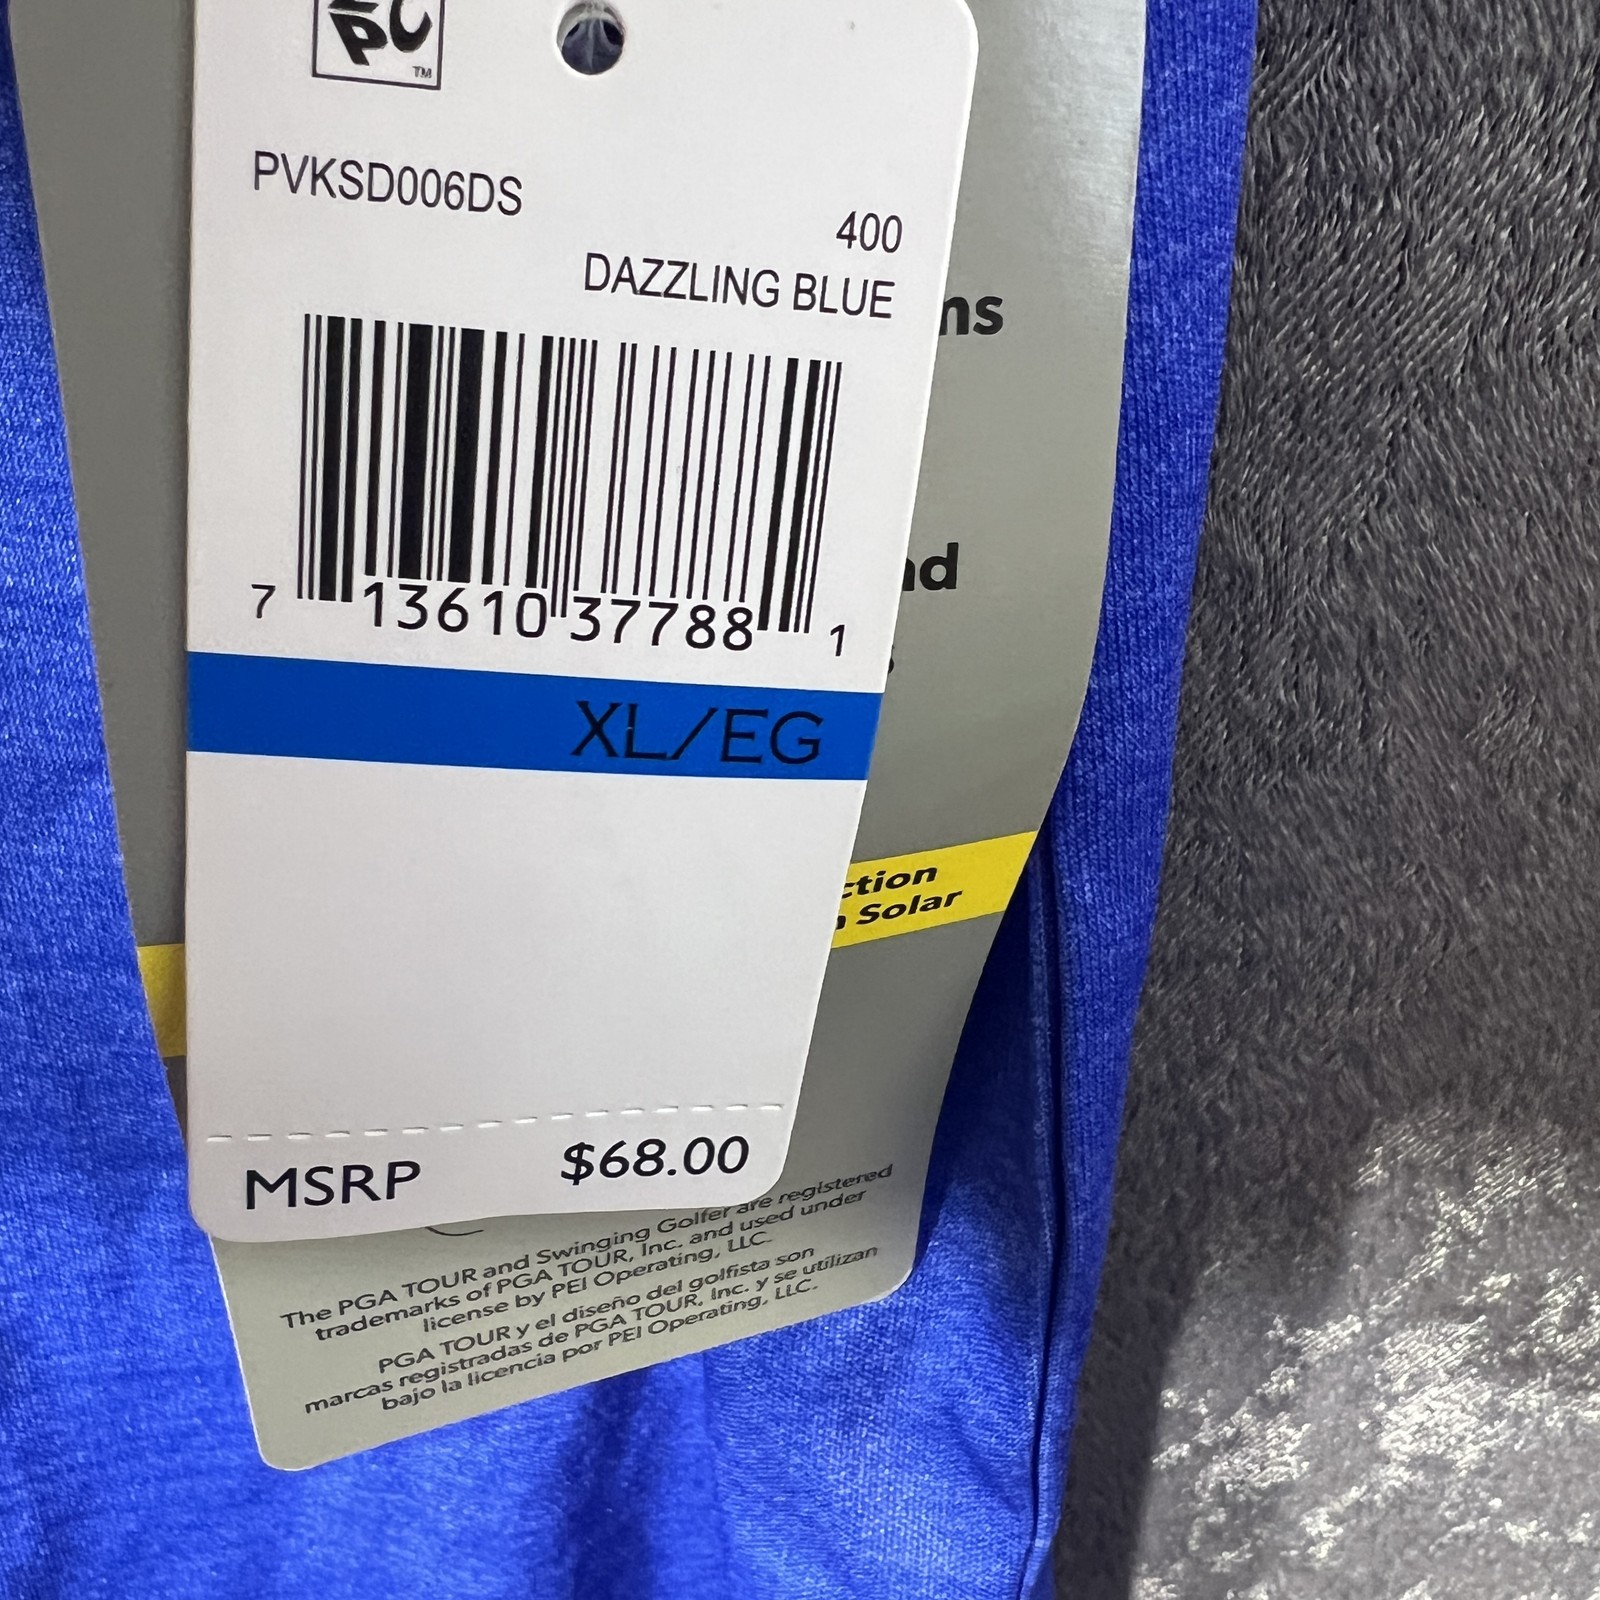 TM
PVKSD006DS
400
DAZZLING BLUE
7 13610 37788 1
XL/EG
Solar
MSRP $68.00
The PGA TOUR and Swinging Golfer are registered
trademarks of PGA TOUR, Inc. and used under
license by PEI Operating, LLC.
PGA TOUR y el diseño del golfista son
marcas registradas de PGA TOUR, Inc. y se utilizan
bajo la licencia por PEI Operating, LLC.